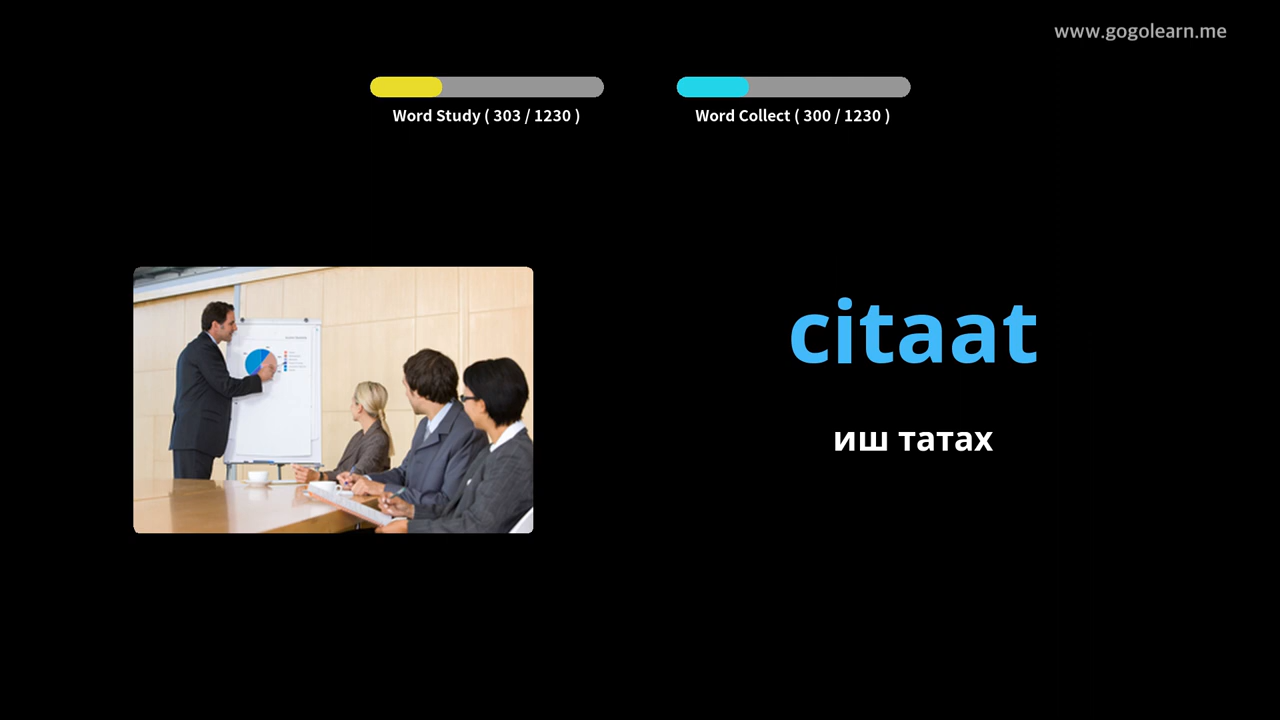 www.gogolearn.me
Word Study ( 303 / 1230 )
Word Collect ( 300 / 1230 )
citaat
иш татах